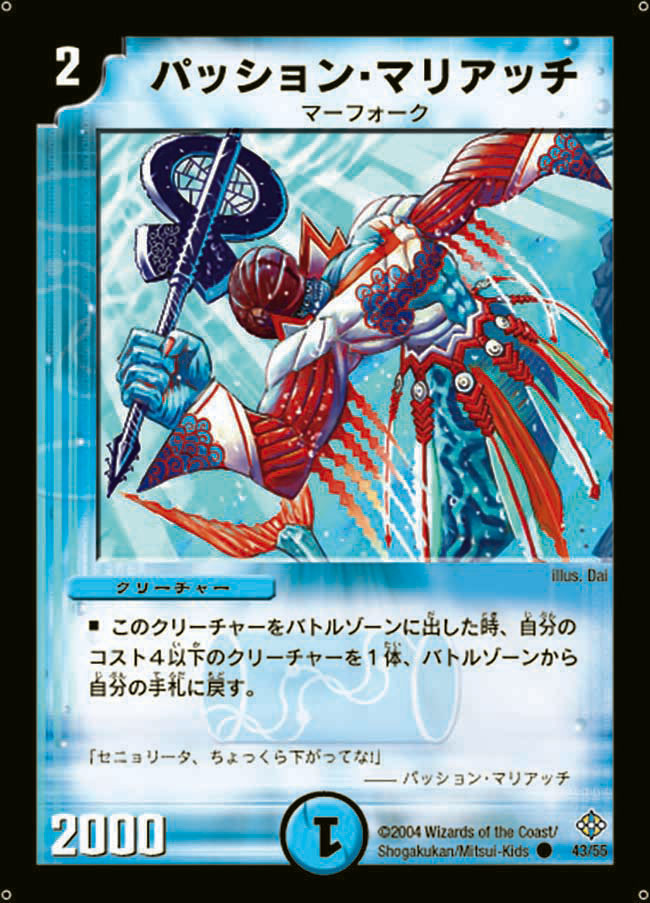 2
パッション・マリアッチ
マーフォーク
illus. Dai
クリーチャー
■ このクリーチャーをバトルゾーンに出した時、自分の
コスト4以下のクリーチャーを1体、バトルゾーンから
自分の手札に戻す。
「セニョリータ、ちょっくら下がってな!」
—— パッション・マリアッチ
2000
1
©2004 Wizards of the Coast/
Shogakukan/Mitsui-Kids ● 43/55